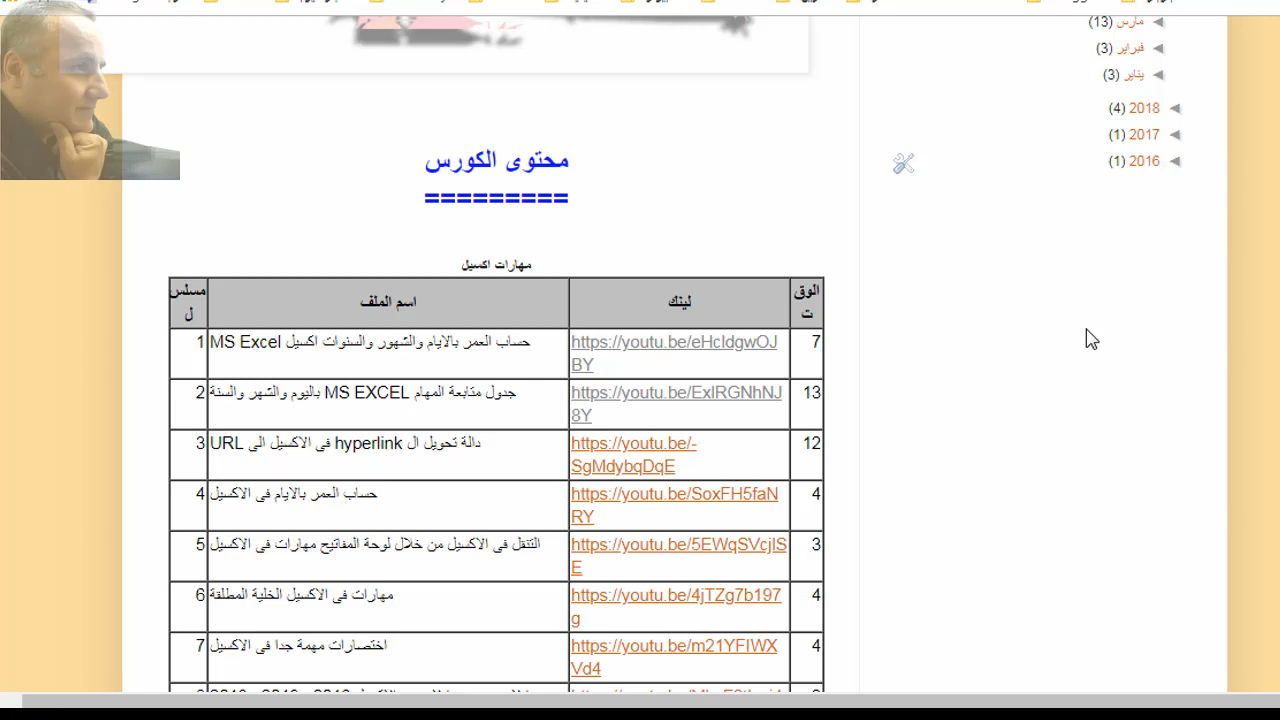 مارس (13)
فبراير (3)
يناير (3)
2018 (4)
2017 (1)
2016 (1)
محتوى الكورس
=========
مهارات اكسيل
مسلسل اسم الملف لينك الوقت
1 حساب العمر بالايام والشهور والسنوات اكسيل MS Excel https://youtu.be/eHcIdgwOJBY 7
2 جدول متابعة المهام MS EXCEL باليوم والشهر والسنة https://youtu.be/ExIRGNhNJ8Y 13
3 دالة تحويل ال hyperlink فى الاكسيل الى URL https://youtu.be/-SgMdybqDqE 12
4 حساب العمر بالايام فى الاكسيل https://youtu.be/SoxFH5faNRY 4
5 التنقل فى الاكسيل من خلال لوحة المفاتيح مهارات فى الاكسيل https://youtu.be/5EWqSVcjISE 3
6 مهارات فى الاكسيل الخلية المطلقة https://youtu.be/4jTZg7b197g 4
7 اختصارات مهمة جدا فى الاكسيل https://youtu.be/m21YFIWXVd4 4